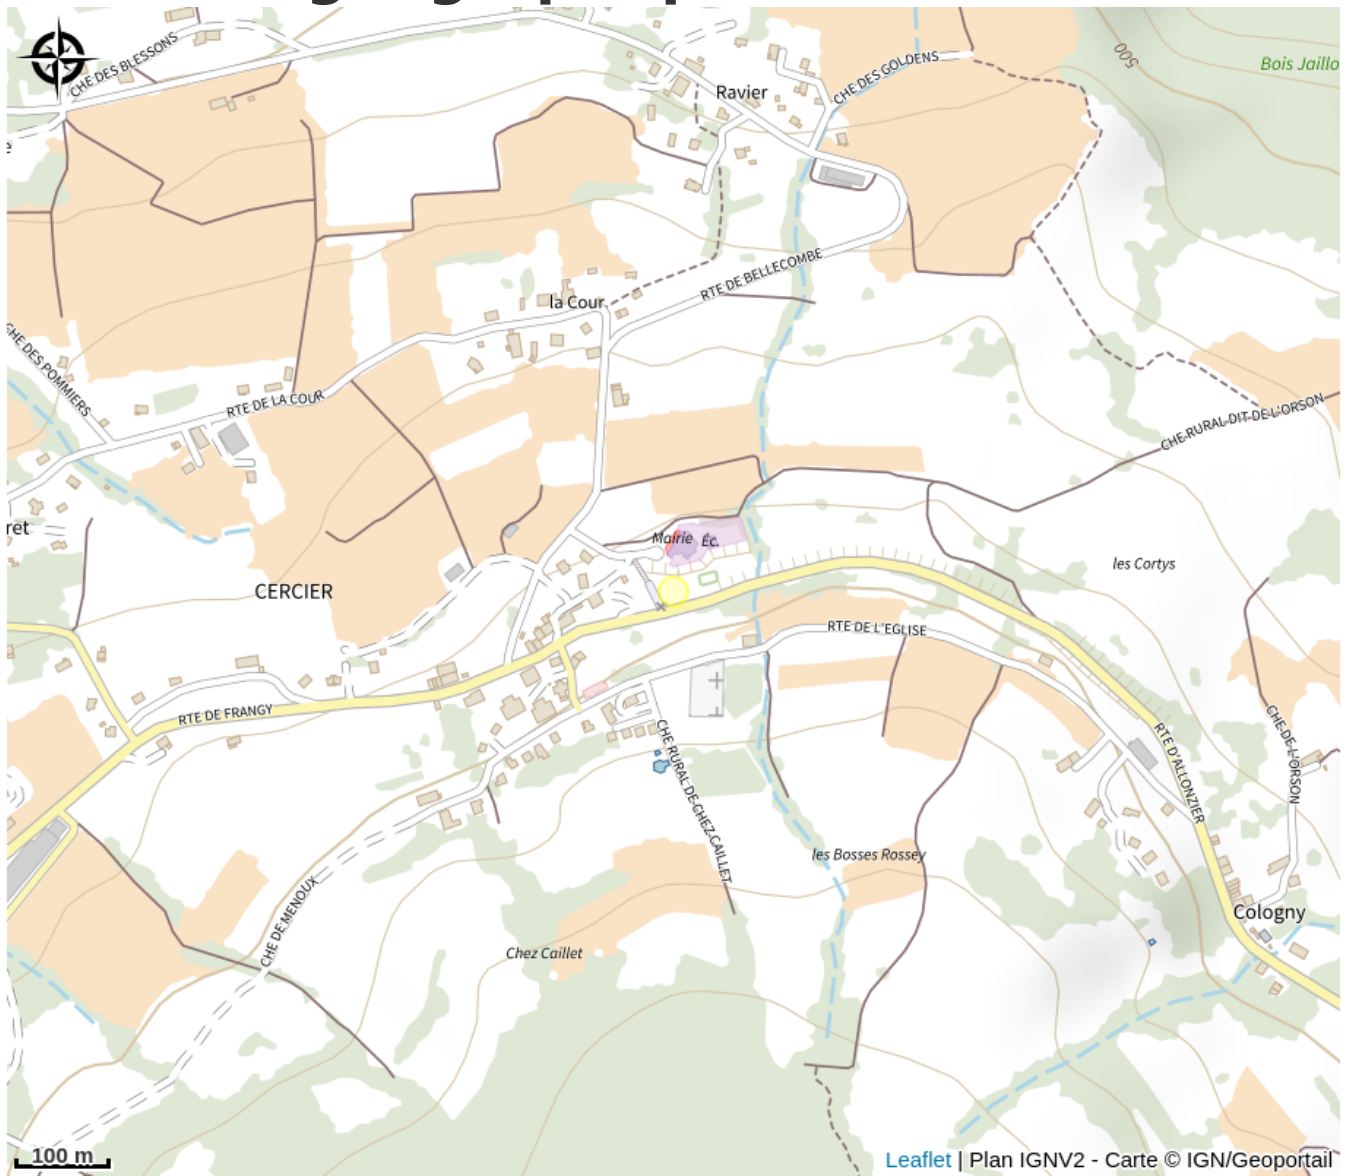 CHE DES BLESSONS
500
Bois Jaillo
CHE DES GOLDENS
Ravier
e
RTE DE BELLECOMBE
la Cour
CHE DES POMMIERS
RTE DE LA COUR
CHE RURAL DIT DE L'ORSON
ret
Mairie
Éc.
les Cortys
CERCIER
RTE DE L'EGLISE
RTE DE FRANGY
CHE RURAL DE CHEZ CAILLET
RTE D'ALLONZIER
CHE DE L'ORSON
les Bosses Rossey
CHE DE MENOUX
Cologny
Chez Caillet
100 m
Leaflet | Plan IGNV2 - Carte © IGN/Geoportail